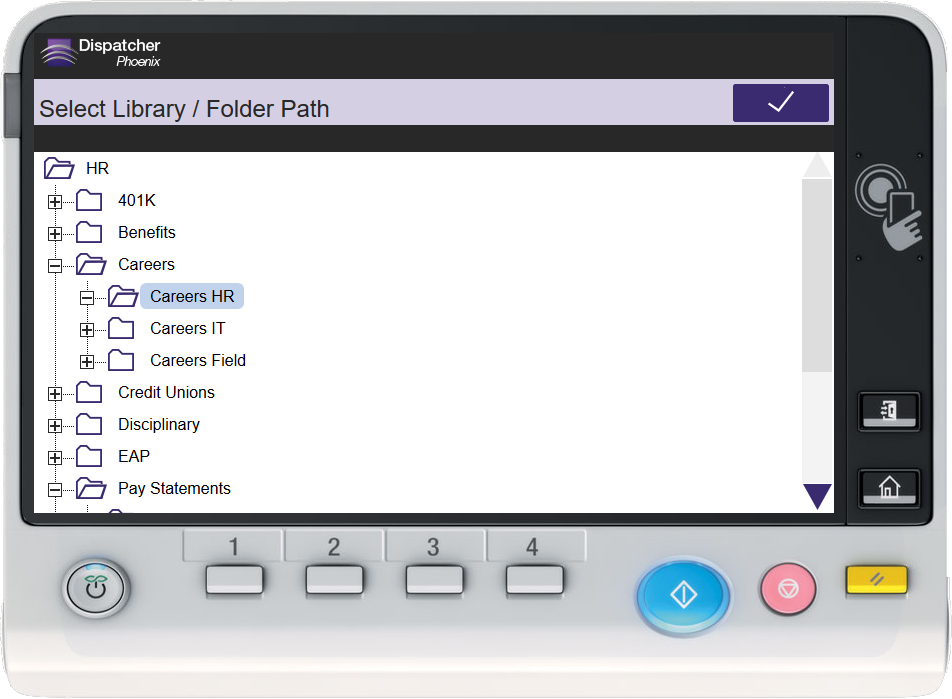 Dispatcher
Phoenix
Select Library / Folder Path
HR
401K
Benefits
Careers
Careers HR
Careers IT
Careers Field
Credit Unions
Disciplinary
EAP
Pay Statements
1 2 3 4